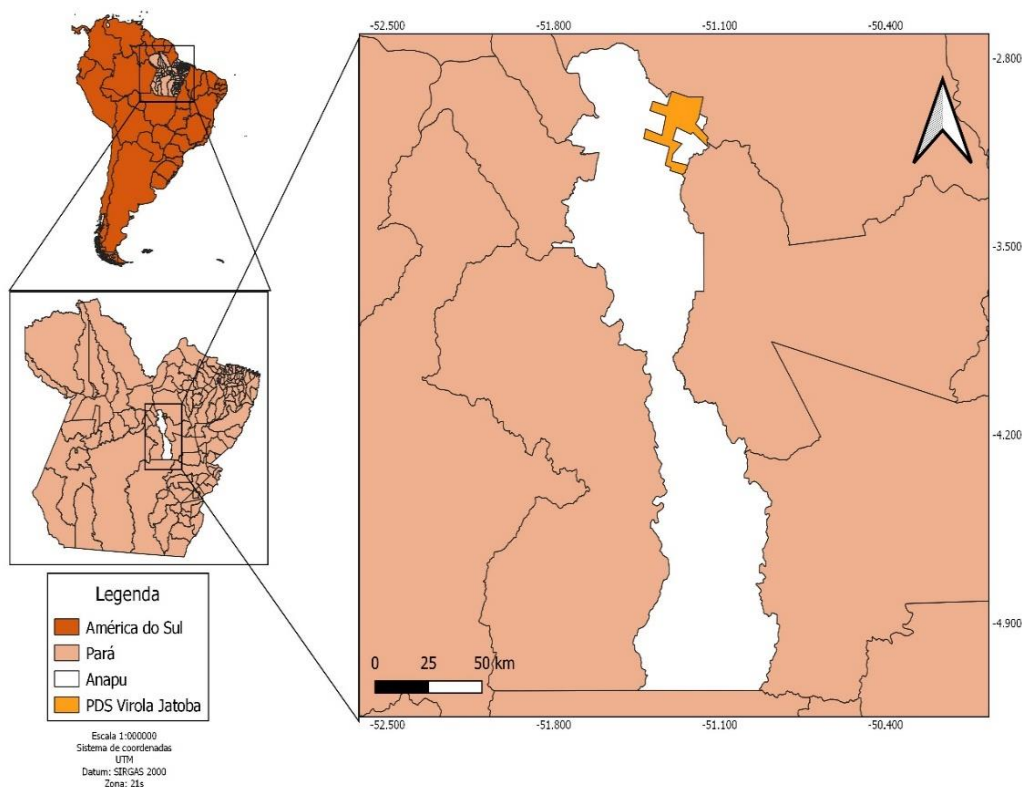 -52.500 -51.800 -51.100 -50.400
-2.800
-3.500
-4.200
-4.900
0 25 50 km
-52.500 -51.800 -51.100 -50.400
Legenda
América do Sul
Pará
Anapu
PDS Virola Jatoba
Escala 1:000000
Sistema de coordenadas
UTM
Datum: SIRGAS 2000
Zona: 21s